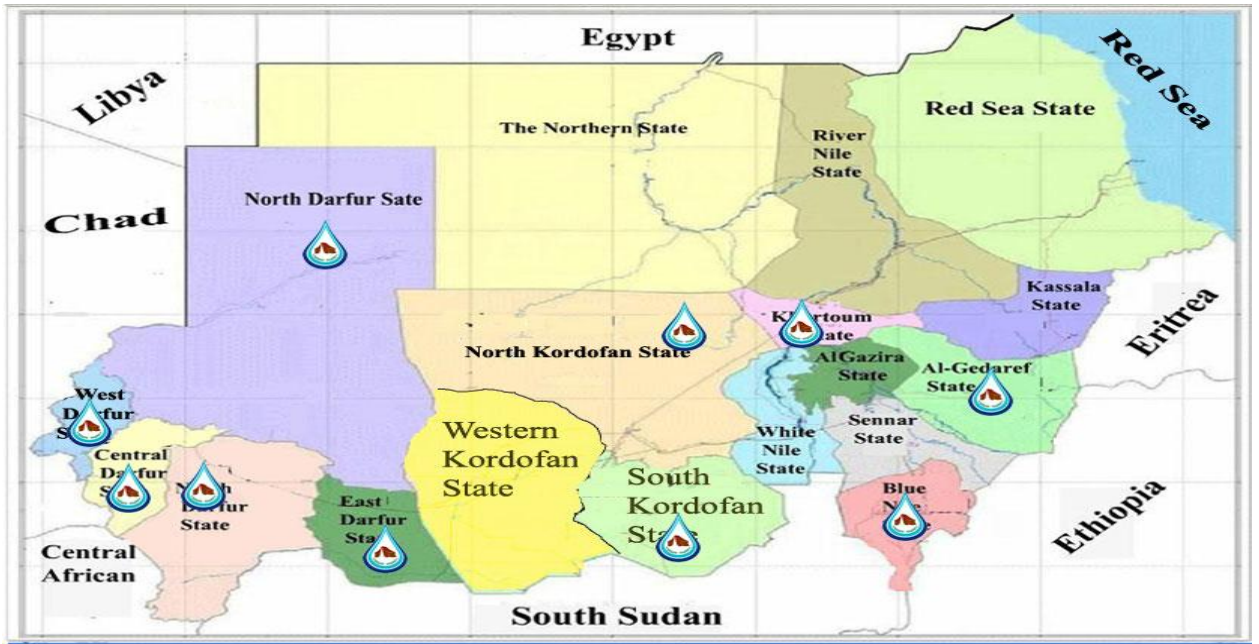 Egypt
Libya
Red Sea
Red Sea State
The Northern State
River
Nile
State
North Darfur Sate
Chad
Kassala
State
Eritrea
North Kordofan State
AlGazira
State
Al-Gedaref
State
West
Western
Kordofan
State
White
Nile
State
Sennar
State
Central
South
Kordofan
Blue
East
Darfur
State
Central
African
Ethiopia
South Sudan